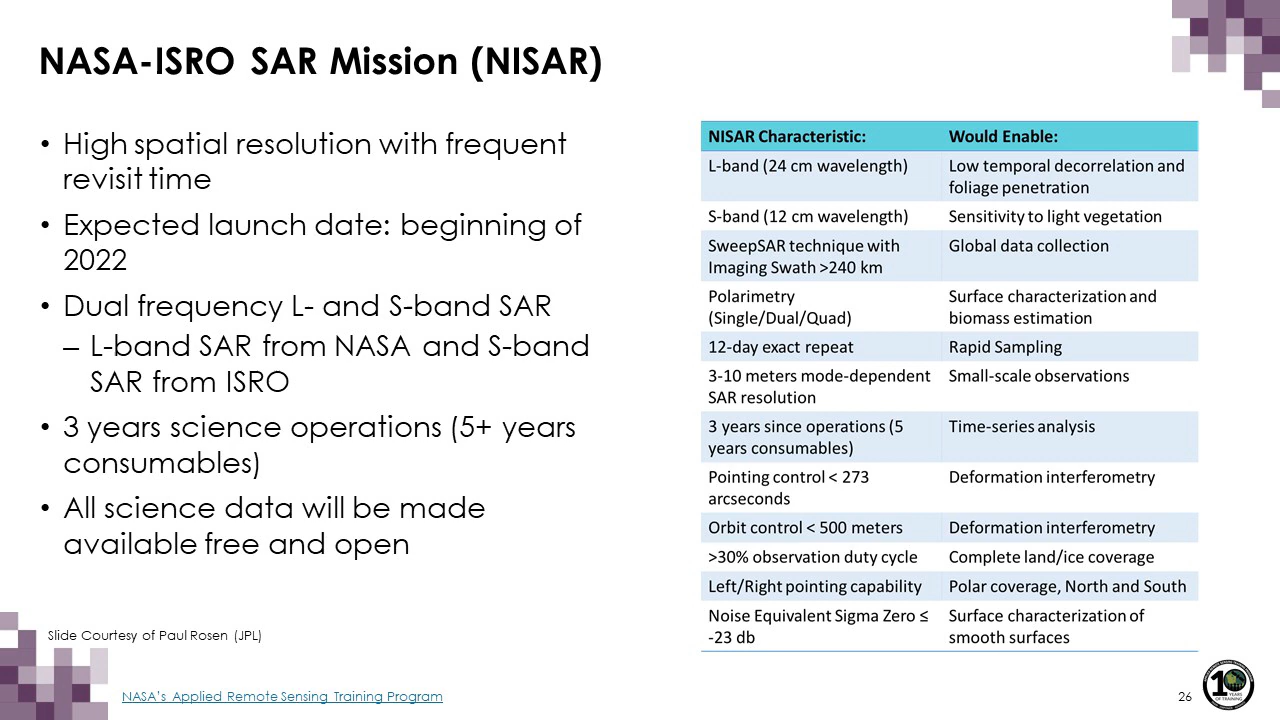 NASA-ISRO SAR Mission (NISAR)
• High spatial resolution with frequent
revisit time
• Expected launch date: beginning of
2022
• Dual frequency L- and S-band SAR
– L-band SAR from NASA and S-band
SAR from ISRO
• 3 years science operations (5+ years
consumables)
• All science data will be made
available free and open
NISAR Characteristic: Would Enable:
L-band (24 cm wavelength) Low temporal decorrelation and
foliage penetration
S-band (12 cm wavelength) Sensitivity to light vegetation
SweepSAR technique with Global data collection
Imaging Swath >240 km
Polarimetry Surface characterization and
(Single/Dual/Quad) biomass estimation
12-day exact repeat Rapid Sampling
3-10 meters mode-dependent Small-scale observations
SAR resolution
3 years since operations (5 Time-series analysis
years consumables)
Pointing control < 273 Deformation interferometry
arcseconds
Orbit control < 500 meters Deformation interferometry
>30% observation duty cycle Complete land/ice coverage
Left/Right pointing capability Polar coverage, North and South
Noise Equivalent Sigma Zero ≤ Surface characterization of
-23 db smooth surfaces
Slide Courtesy of Paul Rosen (JPL)
NASA's Applied Remote Sensing Training Program
26
10
YEARS
OF TRAINING